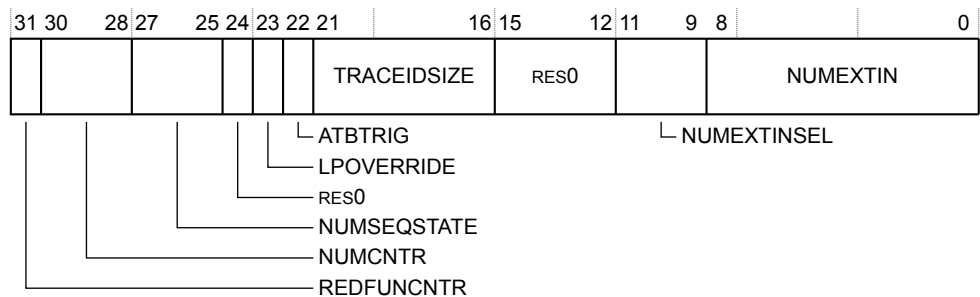 31 30 28 27 25 24 23 22 21 16 15 12 11 9 8 0
TRACEIDSIZE RES0 NUMEXTIN
ATBTRIG NUMEXTINSEL
LPOVERRIDE
RES0
NUMSEQSTATE
NUMCNTR
REDFUNCNTR